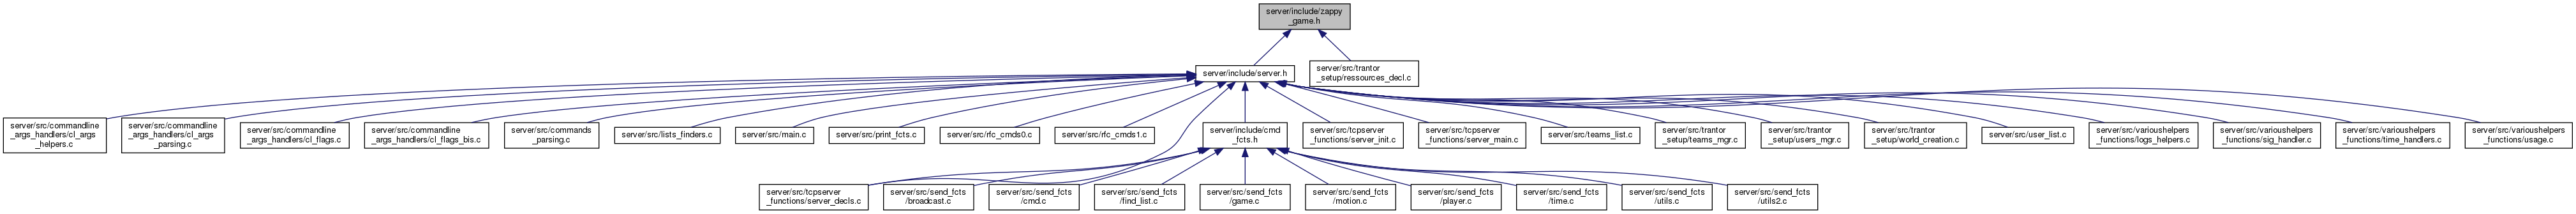 server/include/zappy
_game.h
server/include/server.h
server/src/trantor
_setup/ressources_decl.c
server/src/commandline
_args_handlers/cl_args
_helpers.c
server/src/commandline
_args_handlers/cl_args
_parsing.c
server/src/commandline
_args_handlers/cl_flags.c
server/src/commandline
_args_handlers/cl_flags_bis.c
server/src/commands
_parsing.c
server/src/lists_finders.c
server/src/main.c
server/src/print_fcts.c
server/src/rfc_cmds0.c
server/src/rfc_cmds1.c
server/include/cmd
_fcts.h
server/src/tcpserver
_functions/server_init.c
server/src/tcpserver
_functions/server_main.c
server/src/teams_list.c
server/src/trantor
_setup/teams_mgr.c
server/src/trantor
_setup/users_mgr.c
server/src/trantor
_setup/world_creation.c
server/src/user_list.c
server/src/varioushelpers
_functions/logs_helpers.c
server/src/varioushelpers
_functions/sig_handler.c
server/src/varioushelpers
_functions/time_handlers.c
server/src/varioushelpers
_functions/usage.c
server/src/tcpserver
_functions/server_decls.c
server/src/send_fcts
/broadcast.c
server/src/send_fcts
/cmd.c
server/src/send_fcts
/find_list.c
server/src/send_fcts
/game.c
server/src/send_fcts
/motion.c
server/src/send_fcts
/player.c
server/src/send_fcts
/time.c
server/src/send_fcts
/utils.c
server/src/send_fcts
/utils2.c